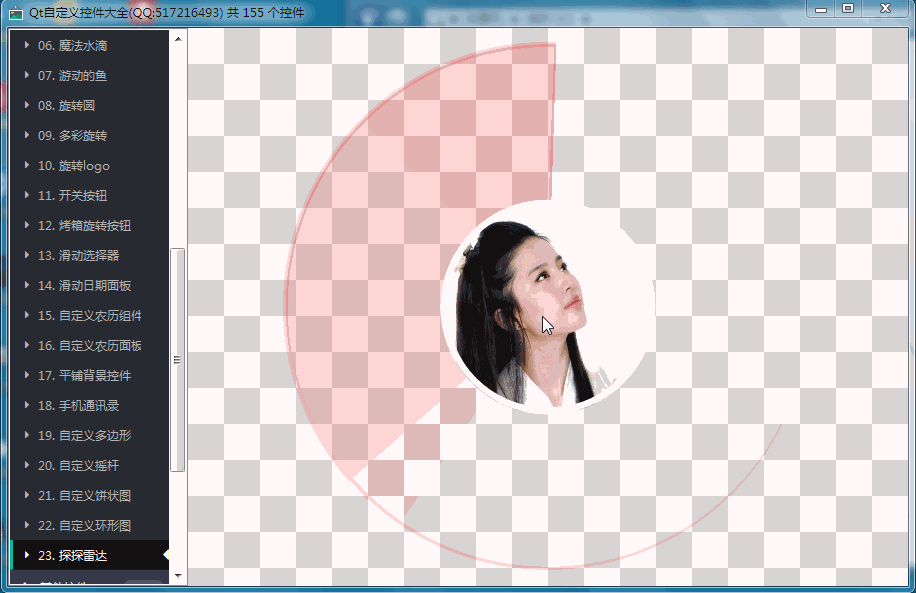 Qt自定义控件大全(QQ:517216493) 共 155 个控件
06. 魔法水滴
07. 游动的鱼
08. 旋转圆
09. 多彩旋转
10. 旋转logo
11. 开关按钮
12. 烤箱旋转按钮
13. 滑动选择器
14. 滑动日期面板
15. 自定义农历组件
16. 自定义农历面板
17. 平铺背景控件
18. 手机通讯录
19. 自定义多边形
20. 自定义摇杆
21. 自定义饼状图
22. 自定义环形图
23. 探探雷达